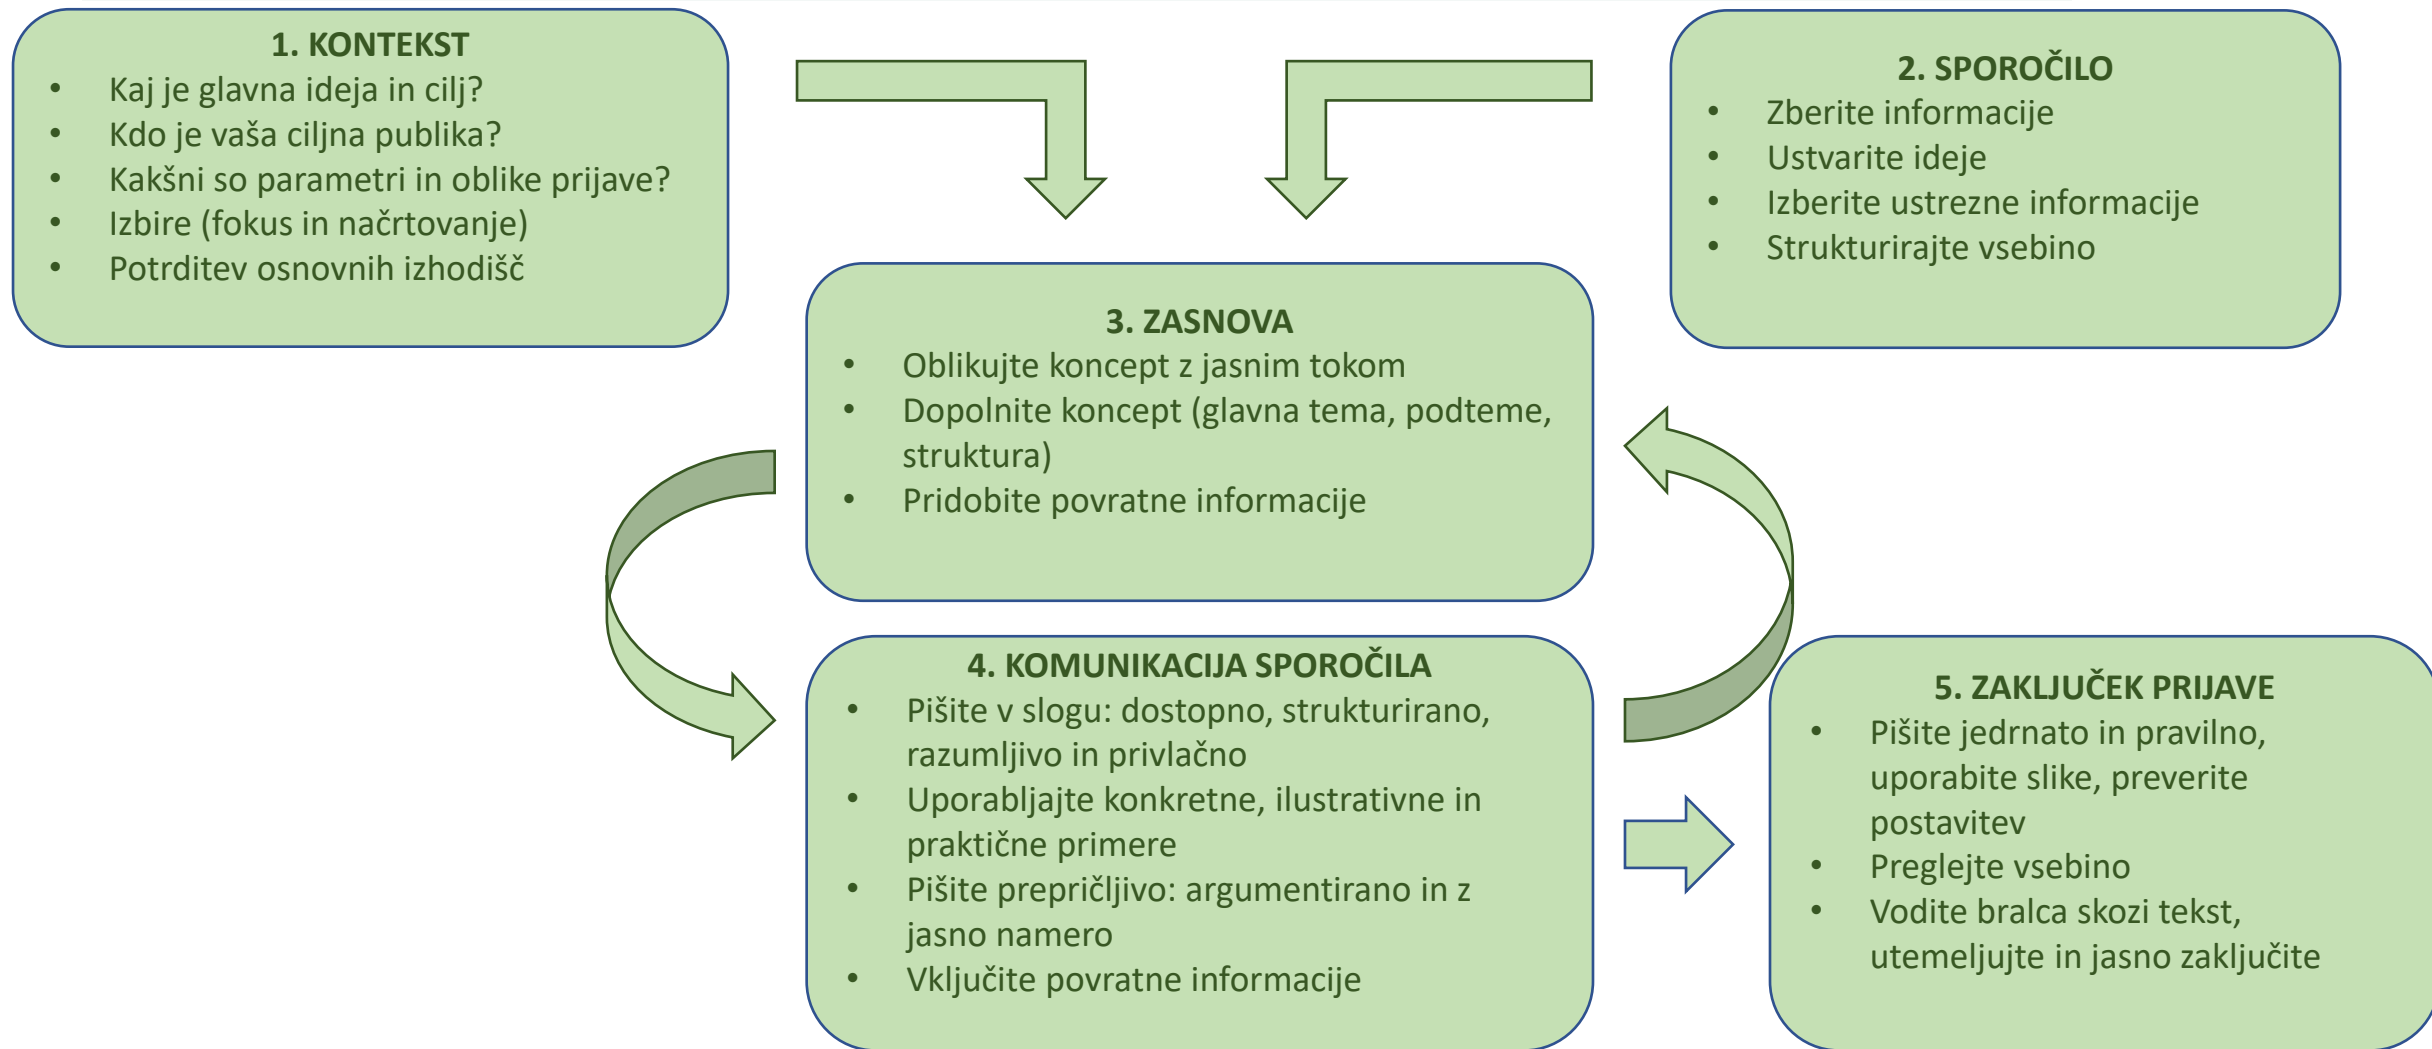 1. KONTEKST
• Kaj je glavna ideja in cilj?
• Kdo je vaša ciljna publika?
• Kakšni so parametri in oblike prijave?
• Izbire (fokus in načrtovanje)
• Potrditev osnovnih izhodišč
2. SPOROČILO
• Zberite informacije
• Ustvarite ideje
• Izberite ustrezne informacije
• Strukturirajte vsebino
3. ZASNOVA
• Oblikujte koncept z jasnim tokom
• Dopolnite koncept (glavna tema, podteme,
struktura)
• Pridobite povratne informacije
4. KOMUNIKACIJA SPOROČILA
• Pišite v slogu: dostopno, strukturirano,
razumljivo in privlačno
• Uporabljajte konkretne, ilustrativne in
praktične primere
• Pišite prepričljivo: argumentirano in z
jasno namero
• Vključite povratne informacije
5. ZAKLJUČEK PRIJAVE
• Pišite jedrnato in pravilno,
uporabite slike, preverite
postavitev
• Preglejte vsebino
• Vodite bralca skozi tekst,
utemeljujte in jasno zaključite